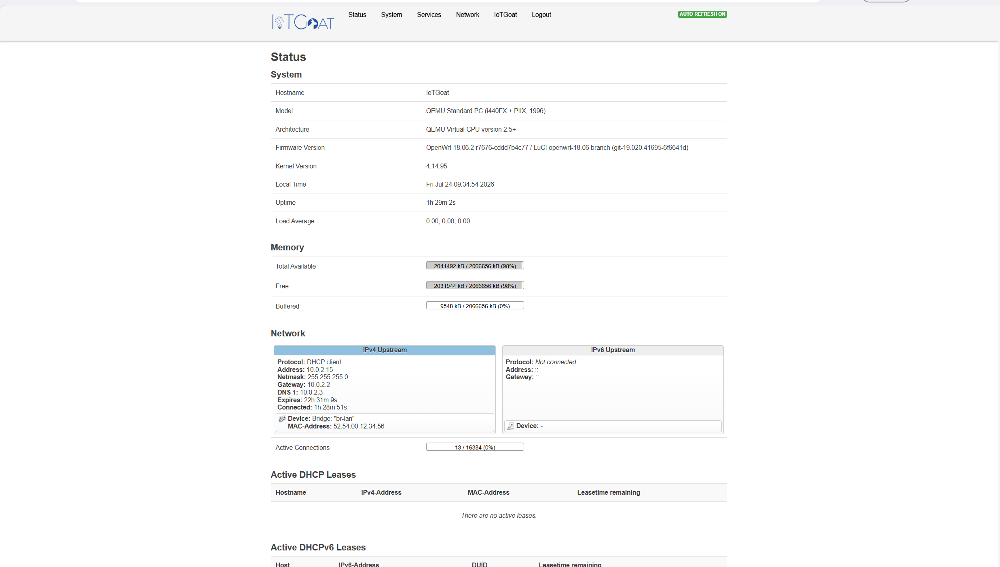 IoTGoat Status System Services Network IoTGoat Logout AUTO REFRESH ON
Status
System
Hostname IoTGoat
Model QEMU Standard PC (i440FX + PIIX, 1996)
Architecture QEMU Virtual CPU version 2.5+
Firmware Version OpenWrt 18.06.2 r7676-cddd7b4c77 / LuCI openwrt-18.06 branch (git-19.020.41695-6f6641d)
Kernel Version 4.14.95
Local Time Fri Jul 24 09:34:54 2026
Uptime 1h 29m 2s
Load Average 0.00, 0.00, 0.00
Memory
Total Available 2041492 kB / 2066656 kB (98%)
Free 2031944 kB / 2066656 kB (98%)
Buffered 9548 kB / 2066656 kB (0%)
Network
IPv4 Upstream
Protocol: DHCP client
Address: 10.0.2.15
Netmask: 255.255.255.0
Gateway: 10.0.2.2
DNS 1: 10.0.2.3
Expires: 22h 31m 9s
Connected: 1h 28m 51s
Device: Bridge: "br-lan"
MAC-Address: 52:54:00:12:34:56
IPv6 Upstream
Protocol: Not connected
Address: ::
Gateway: ::
Device: -
Active Connections 13 / 16384 (0%)
Active DHCP Leases
Hostname IPv4-Address MAC-Address Leasetime remaining
There are no active leases.
Active DHCPv6 Leases
Host IPv6-Address DUID Leasetime remaining